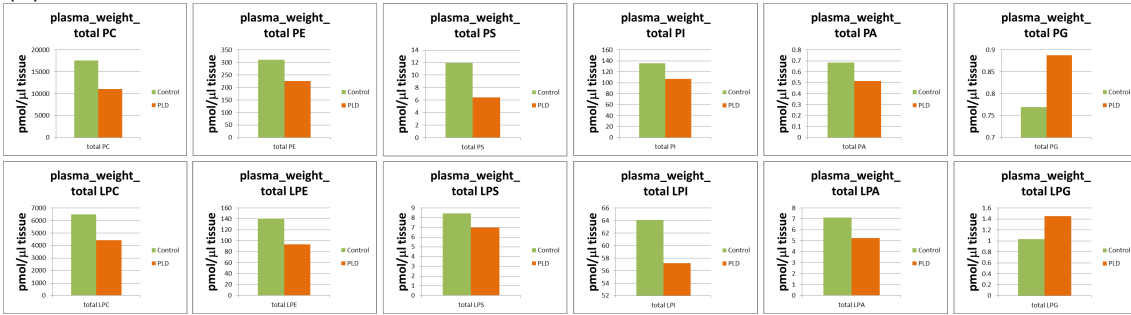 plasma_weight_
total PC
pmol/µl tissue
20000
15000
10000
5000
0
total PC
Control
PLD
plasma_weight_
total PE
pmol/µl tissue
350
300
250
200
150
100
50
0
total PE
Control
PLD
plasma_weight_
total PS
pmol/µl tissue
14
12
10
8
6
4
2
0
total PS
Control
PLD
plasma_weight_
total PI
pmol/µl tissue
160
140
120
100
80
60
40
20
0
total PI
Control
PLD
plasma_weight_
total PA
pmol/µl tissue
0.8
0.7
0.6
0.5
0.4
0.3
0.2
0.1
0
total PA
Control
PLD
plasma_weight_
total PG
pmol/µl tissue
0.9
0.85
0.8
0.75
0.7
total PG
Control
PLD
plasma_weight_
total LPC
pmol/µl tissue
7000
6000
5000
4000
3000
2000
1000
0
total LPC
Control
PLD
plasma_weight_
total LPE
pmol/µl tissue
160
140
120
100
80
60
40
20
0
total LPE
Control
PLD
plasma_weight_
total LPS
pmol/µl tissue
9
8
7
6
5
4
3
2
1
0
total LPS
Control
PLD
plasma_weight_
total LPI
pmol/µl tissue
66
64
62
60
58
56
54
52
total LPI
Control
PLD
plasma_weight_
total LPA
pmol/µl tissue
8
7
6
5
4
3
2
1
0
total LPA
Control
PLD
plasma_weight_
total LPG
pmol/µl tissue
1.6
1.4
1.2
1
0.8
0.6
0.4
0.2
0
total LPG
Control
PLD